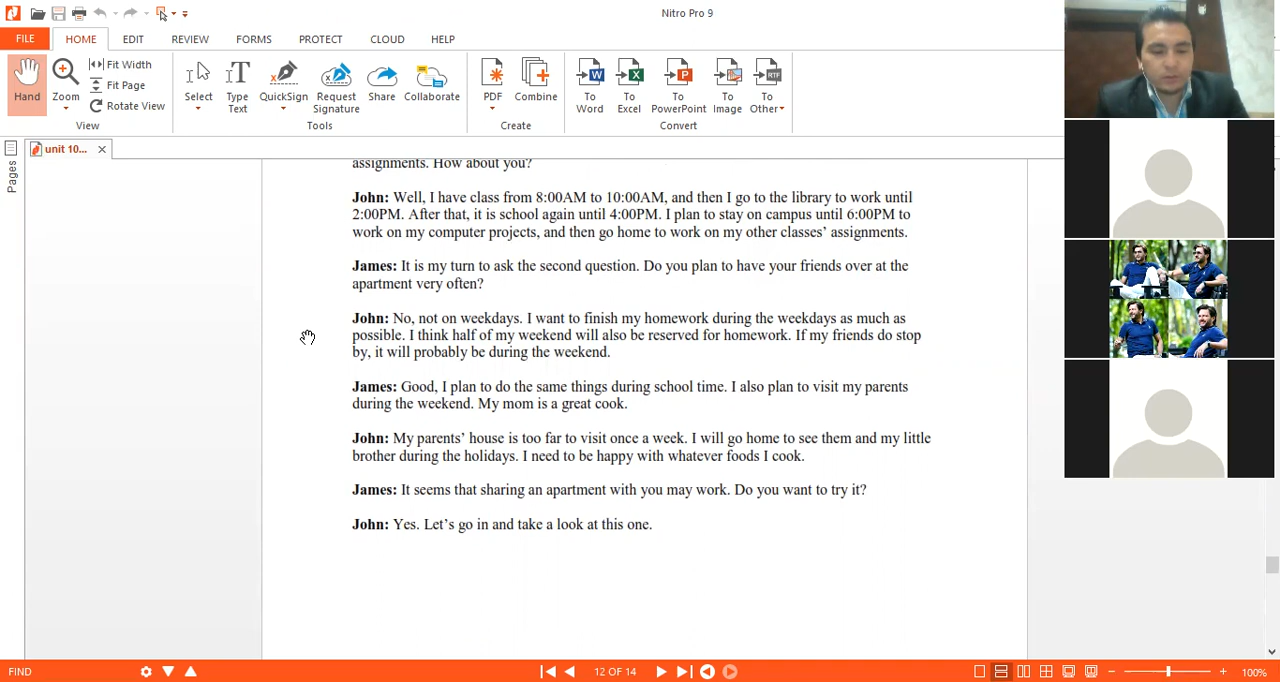 Nitro Pro 9
FILE
HOME
EDIT
REVIEW
FORMS
PROTECT
CLOUD
HELP
Hand
Zoom
Fit Width
Fit Page
Rotate View
View
Select
Type Text
QuickSign
Request Signature
Share
Collaborate
Tools
PDF
Combine
Create
To Word
To Excel
To PowerPoint
To Image
To Other
Convert
Pages
unit 10...
assignments. How about you?
John: Well, I have class from 8:00AM to 10:00AM, and then I go to the library to work until
2:00PM. After that, it is school again until 4:00PM. I plan to stay on campus until 6:00PM to
work on my computer projects, and then go home to work on my other classes’ assignments.
James: It is my turn to ask the second question. Do you plan to have your friends over at the
apartment very often?
John: No, not on weekdays. I want to finish my homework during the weekdays as much as
possible. I think half of my weekend will also be reserved for homework. If my friends do stop
by, it will probably be during the weekend.
James: Good, I plan to do the same things during school time. I also plan to visit my parents
during the weekend. My mom is a great cook.
John: My parents’ house is too far to visit once a week. I will go home to see them and my little
brother during the holidays. I need to be happy with whatever foods I cook.
James: It seems that sharing an apartment with you may work. Do you want to try it?
John: Yes. Let’s go in and take a look at this one.
FIND
12 OF 14
100%